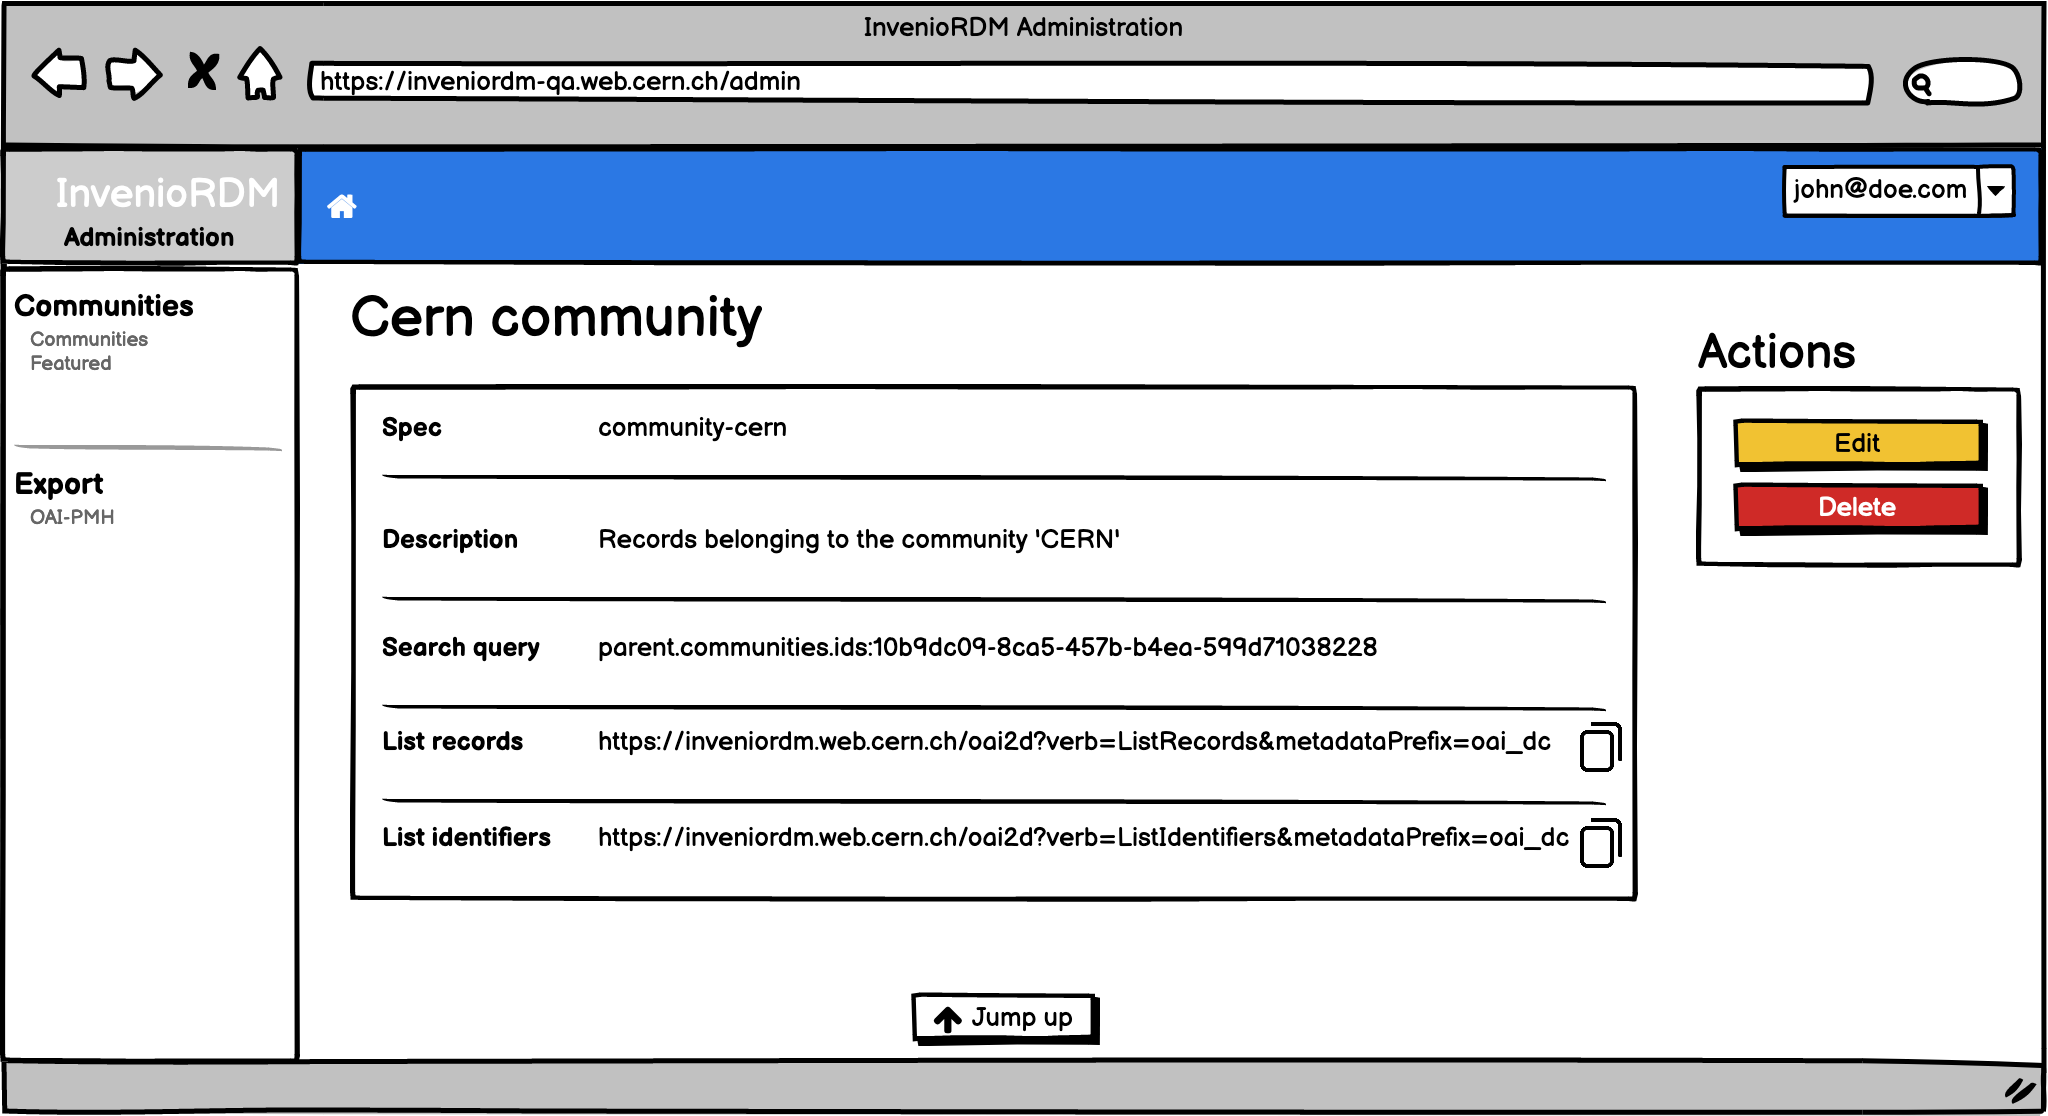 InvenioRDM Administration
https://inveniordm-qa.web.cern.ch/admin
InvenioRDM
Administration
john@doe.com
Communities
Communities
Featured
Export
OAI-PMH
Cern community
Spec community-cern
Description Records belonging to the community 'CERN'
Search query parent.communities.ids:10b9dc09-8ca5-457b-b4ea-599d71038228
List records https://inveniordm.web.cern.ch/oai2d?verb=ListRecords&metadataPrefix=oai_dc
List identifiers https://inveniordm.web.cern.ch/oai2d?verb=ListIdentifiers&metadataPrefix=oai_dc
Actions
Edit
Delete
Jump up